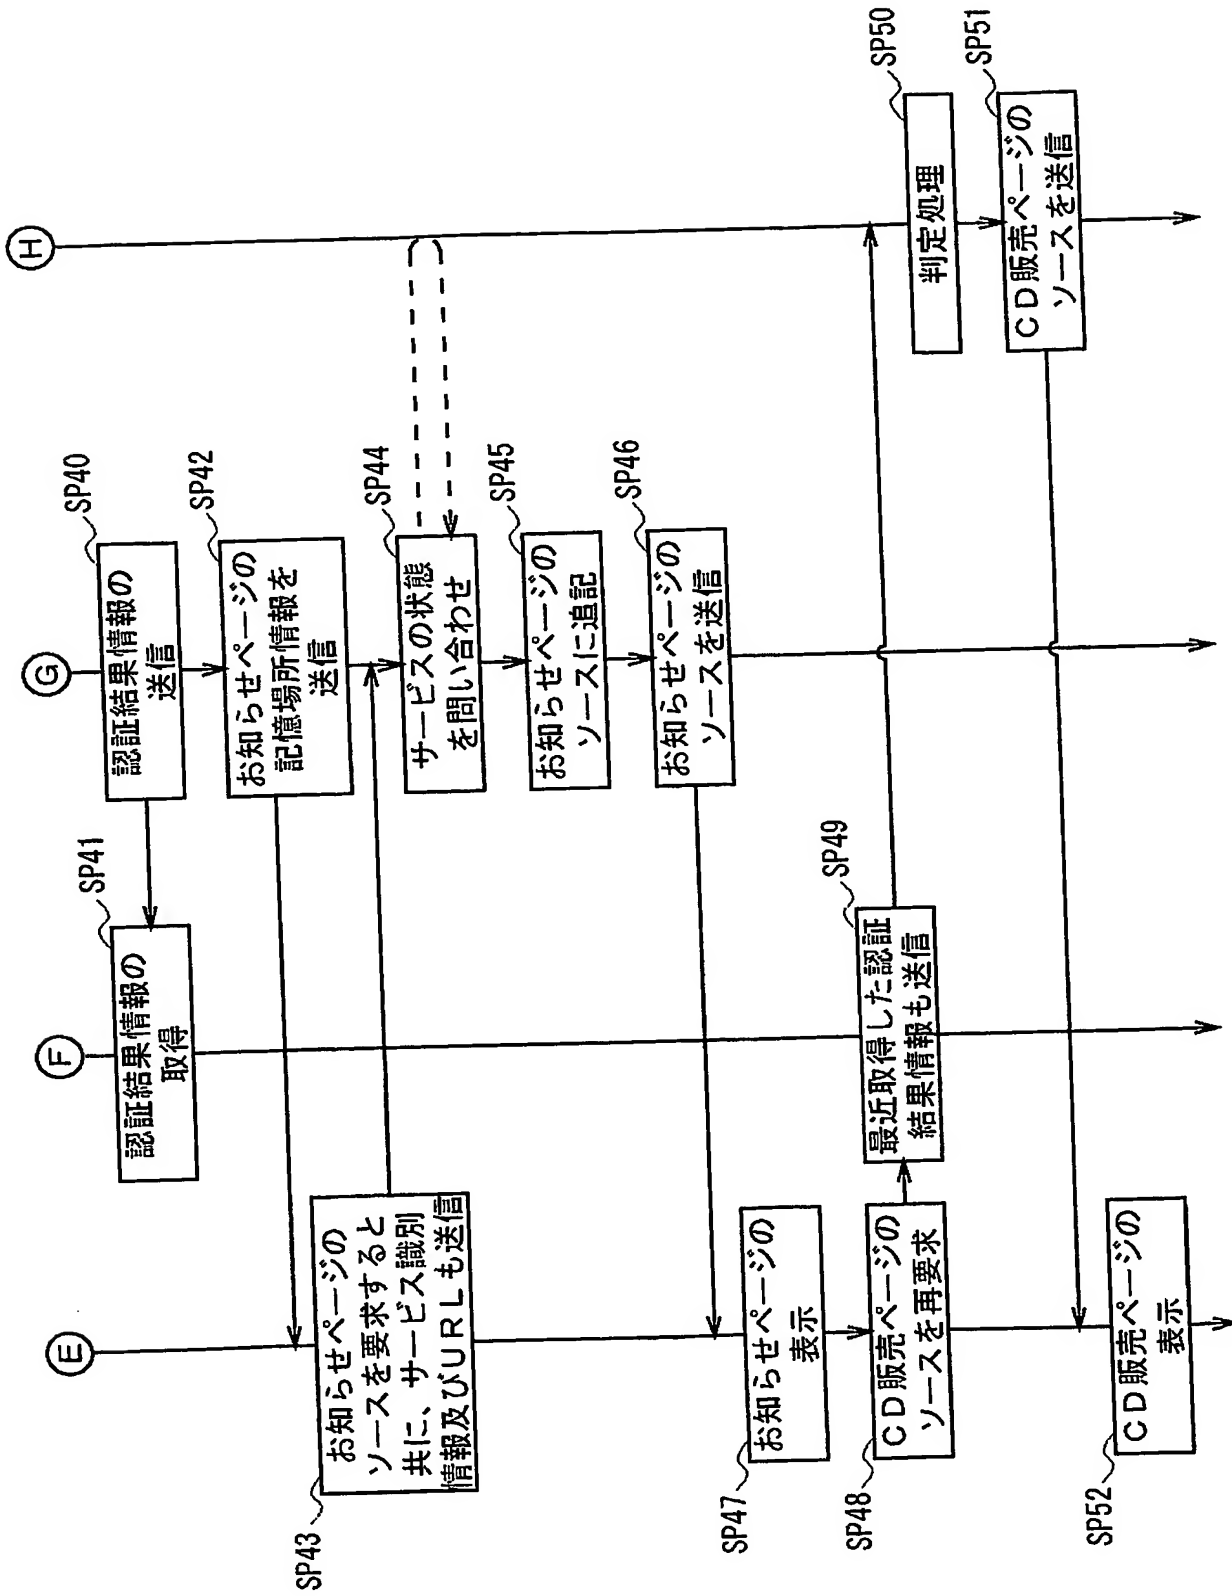 E
F
G
H
SP40
認証結果情報の
送信
SP41
認証結果情報の
取得
SP42
お知らせページの
記憶場所情報を
送信
SP43
お知らせページの
ソースを要求すると
共に、サービス識別
情報及びURLも送信
SP44
サービスの状態
を問い合わせ
SP45
お知らせページの
ソースに追記
SP46
お知らせページの
ソースを送信
SP47
お知らせページの
表示
SP48
CD販売ページの
ソースを再要求
SP49
最近取得した認証
結果情報も送信
SP50
判定処理
SP51
CD販売ページの
ソースを送信
SP52
CD販売ページの
表示